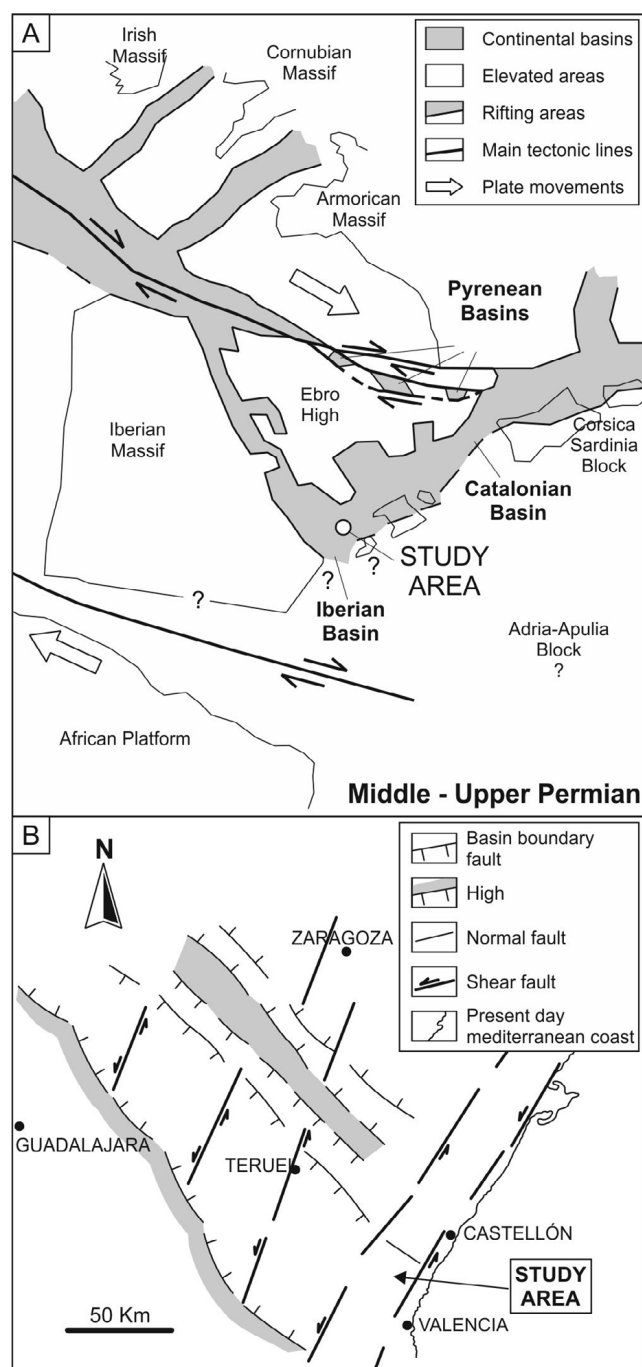 A
Irish
Massif
Cornubian
Massif
Continental basins
Elevated areas
Rifting areas
Main tectonic lines
Plate movements
Armorican
Massif
Pyrenean
Basins
Ebro
High
Iberian
Massif
Corsica
Sardinia
Block
Catalonian
Basin
STUDY
AREA
?
?
?
Iberian
Basin
Adria-Apulia
Block
?
African Platform
Middle - Upper Permian
B
N
Basin boundary
fault
High
Normal fault
Shear fault
Present day
mediterranean coast
ZARAGOZA
GUADALAJARA
TERUEL
CASTELLÓN
STUDY
AREA
50 Km
VALENCIA